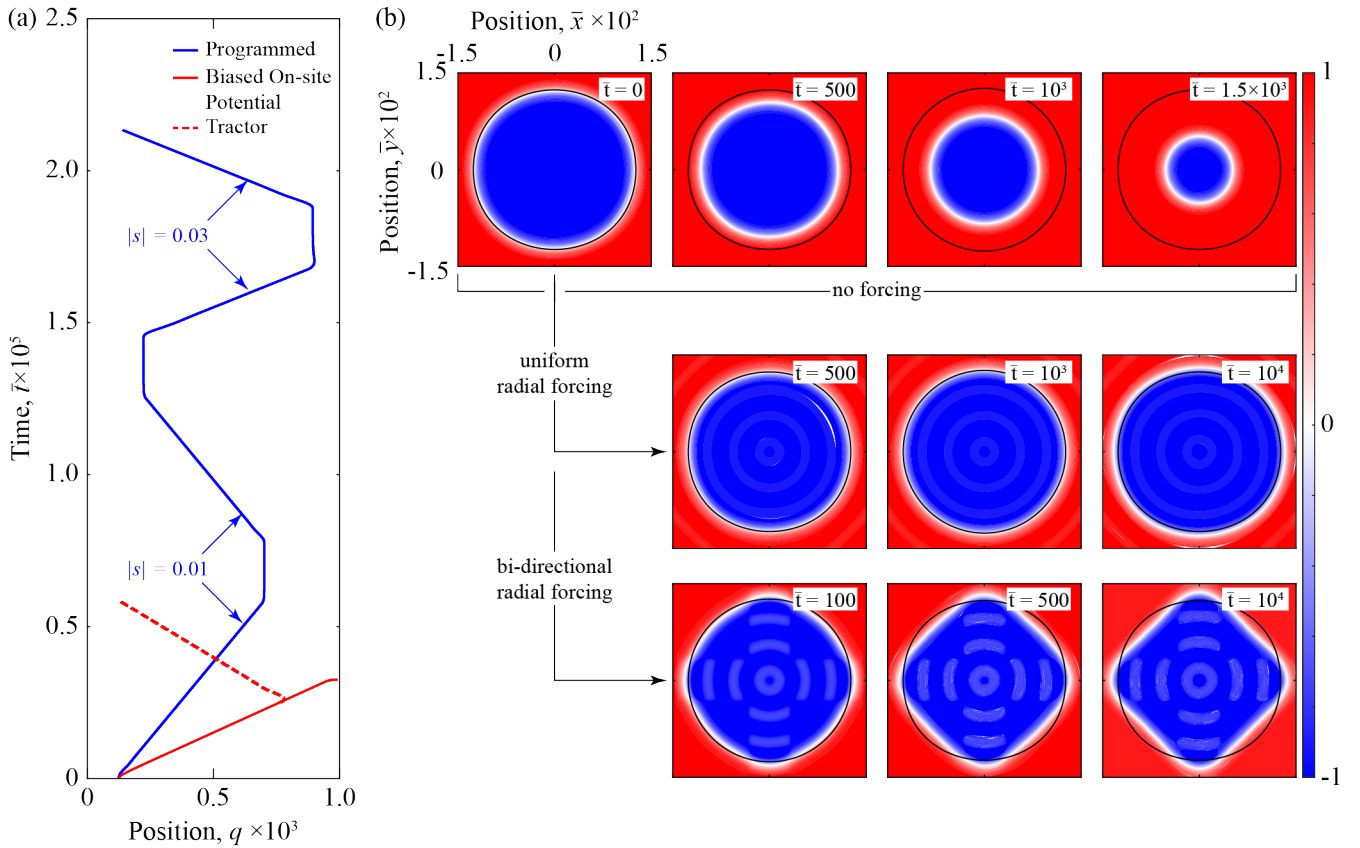 (a)
2.5
2.0
1.5
1.0
0.5
0
Time, t̄×10⁵
Programmed
Biased On-site
Potential
Tractor
|s| = 0.03
|s| = 0.01
0
0.5
1.0
Position, q ×10³
(b)
Position, x̄ ×10²
-1.5
0
1.5
1.5
0
-1.5
Position, ȳ×10²
t̄ = 0
t̄ = 500
t̄ = 10³
t̄ = 1.5×10³
no forcing
uniform
radial forcing
t̄ = 500
t̄ = 10³
t̄ = 10⁴
bi-directional
radial forcing
t̄ = 100
t̄ = 500
t̄ = 10⁴
1
0
-1